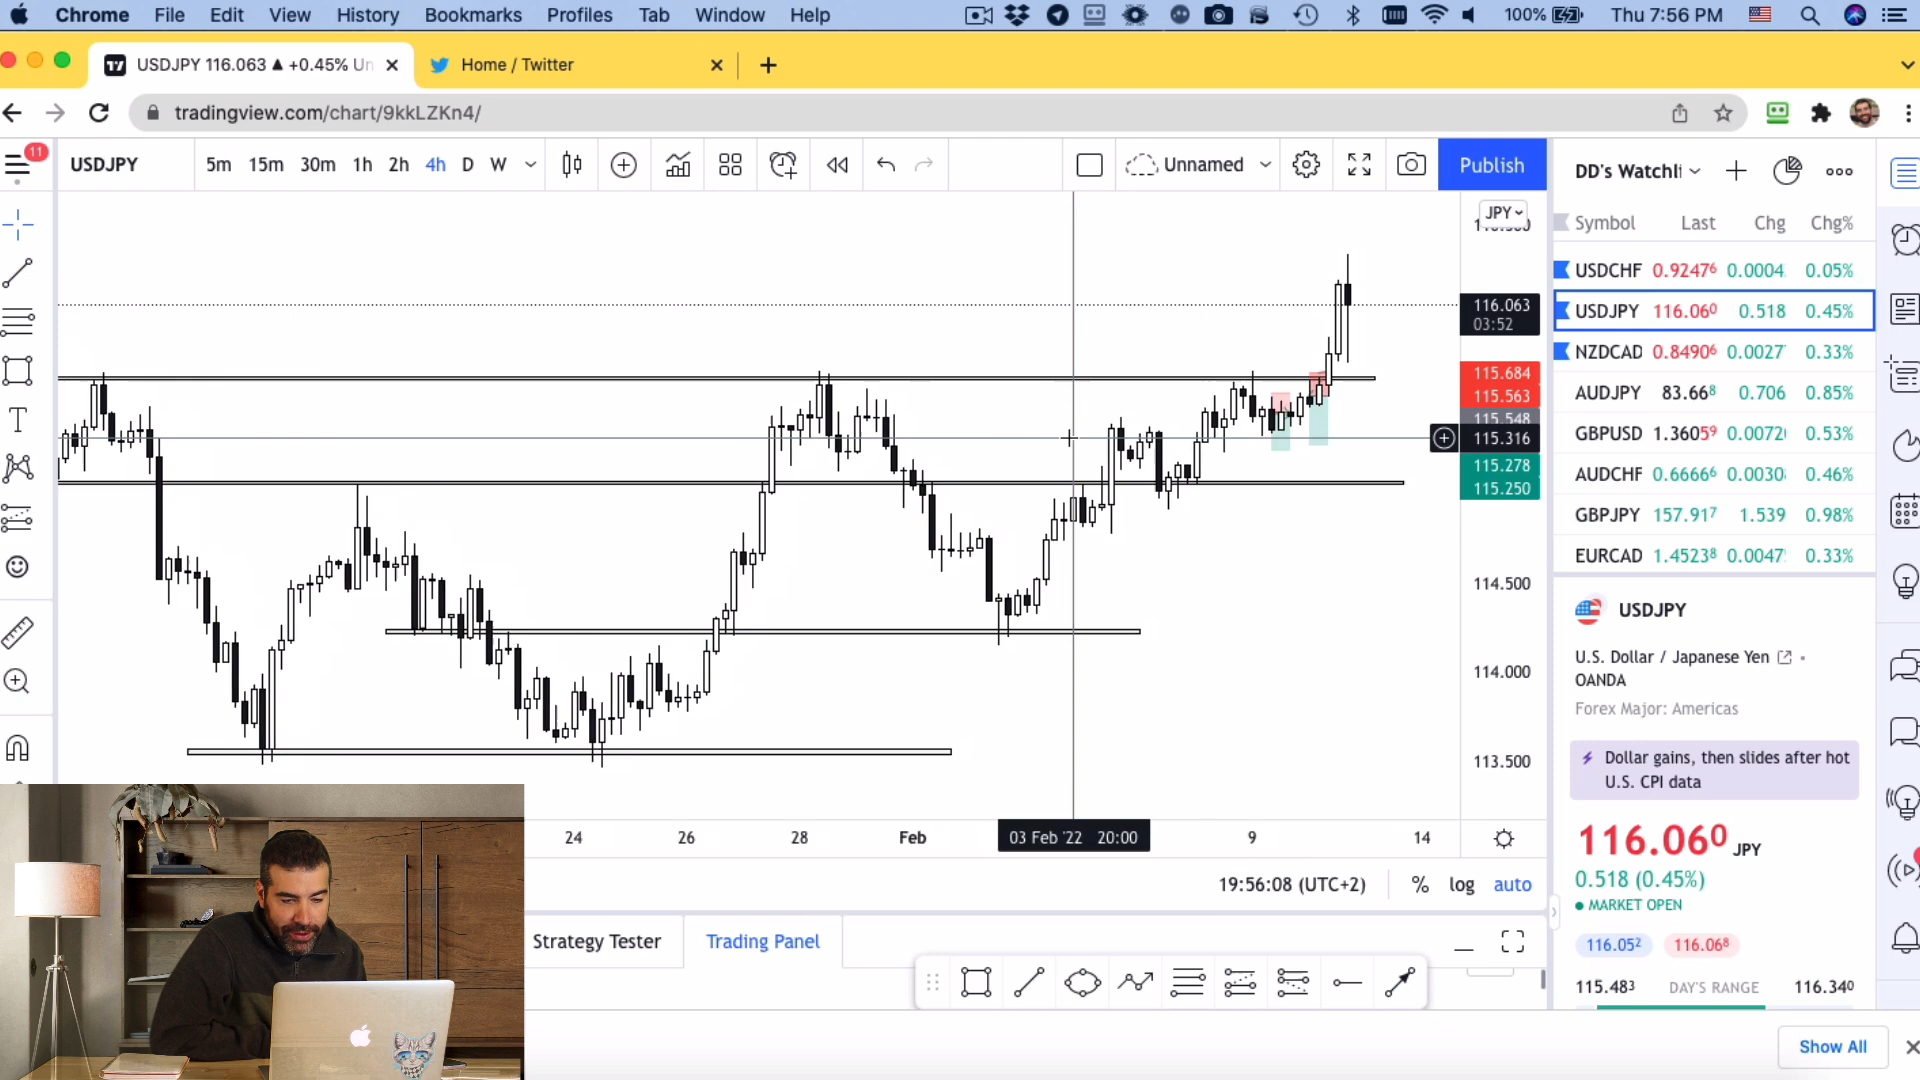 Chrome File Edit View History Bookmarks Profiles Tab Window Help 100% Thu 7:56 PM
USDJPY 116.063 ▲ +0.45% Un Home / Twitter
tradingview.com/chart/9kkLZKn4/
11
USDJPY 5m 15m 30m 1h 2h 4h D W Unnamed Publish
DD's Watchli
Symbol Last Chg Chg%
USDCHF 0.92476 0.0004 0.05%
USDJPY 116.060 0.518 0.45%
NZDCAD 0.84906 0.0027 0.33%
AUDJPY 83.668 0.706 0.85%
GBPUSD 1.36059 0.0072 0.53%
AUDCHF 0.66666 0.0030 0.46%
GBPJPY 157.917 1.539 0.98%
EURCAD 1.45238 0.0047 0.33%
JPY
116.063
03:52
115.684
115.563
115.548
115.316
115.278
115.250
114.500
114.000
113.500
24 26 28 Feb 03 Feb '22 20:00 9 14
19:56:08 (UTC+2) % log auto
Strategy Tester Trading Panel
USDJPY
U.S. Dollar / Japanese Yen
OANDA
Forex Major: Americas
Dollar gains, then slides after hot
U.S. CPI data
116.060 JPY
0.518 (0.45%)
MARKET OPEN
116.052 116.068
115.483 DAY'S RANGE 116.340
Show All